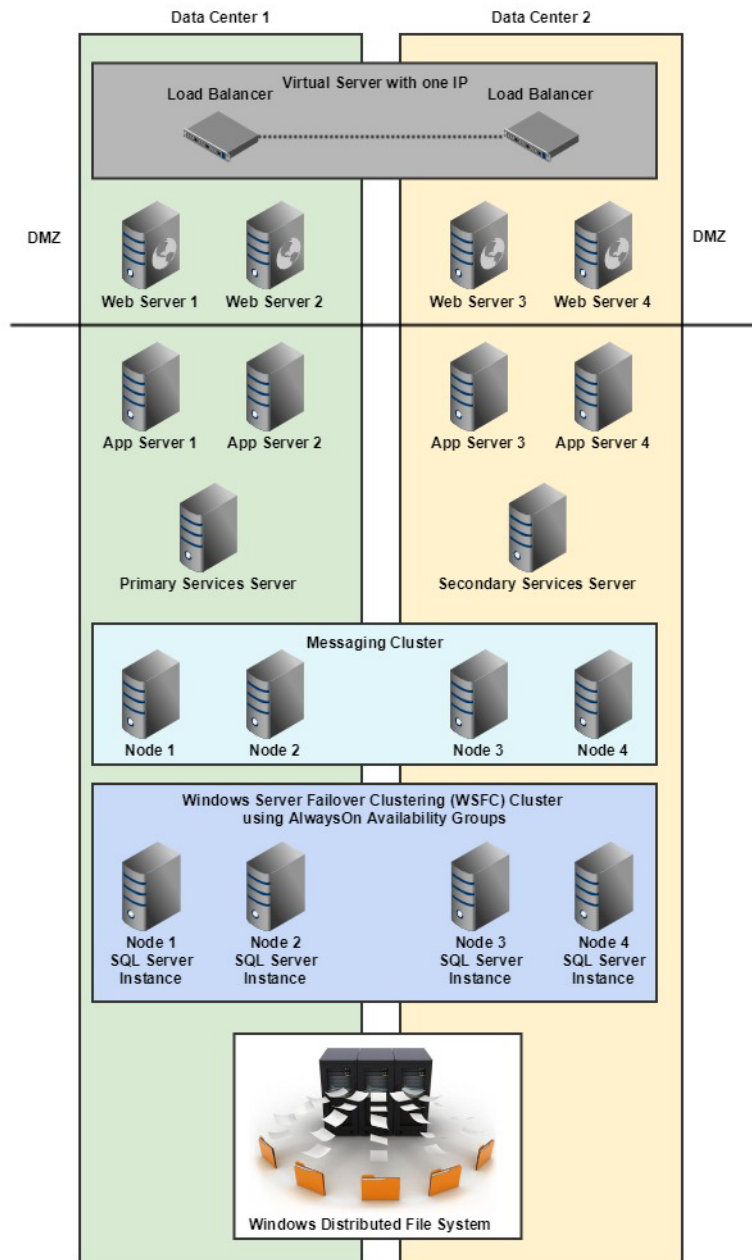 Data Center 1
Data Center 2
Virtual Server with one IP
Load Balancer
Load Balancer
DMZ
DMZ
Web Server 1
Web Server 2
Web Server 3
Web Server 4
App Server 1
App Server 2
App Server 3
App Server 4
Primary Services Server
Secondary Services Server
Messaging Cluster
Node 1
Node 2
Node 3
Node 4
Windows Server Failover Clustering (WSFC) Cluster
using AlwaysOn Availability Groups
Node 1
SQL Server
Instance
Node 2
SQL Server
Instance
Node 3
SQL Server
Instance
Node 4
SQL Server
Instance
Windows Distributed File System